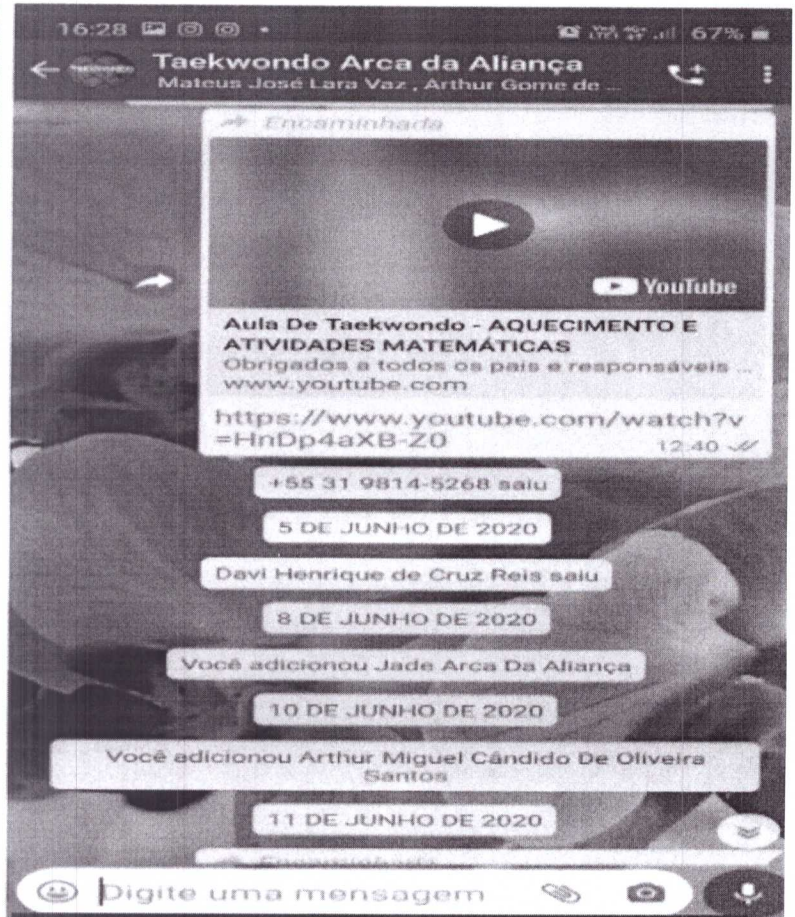 16:28
67%
Taekwondo Arca da Aliança
Mateus José Lara Vaz , Arthur Gome de ...
Encaminhada
YouTube
Aula De Taekwondo - AQUECIMENTO E
ATIVIDADES MATEMÁTICAS
Obrigados a todos os pais e responsáveis ...
www.youtube.com
https://www.youtube.com/watch?v
=HnDp4aXB-Z0
12:40
+55 31 9814-5268 saiu
5 DE JUNHO DE 2020
Davi Henrique de Cruz Reis saiu
8 DE JUNHO DE 2020
Você adicionou Jade Arca Da Aliança
10 DE JUNHO DE 2020
Você adicionou Arthur Miguel Cândido De Oliveira
Santos
11 DE JUNHO DE 2020
Encaminhada
Digite uma mensagem